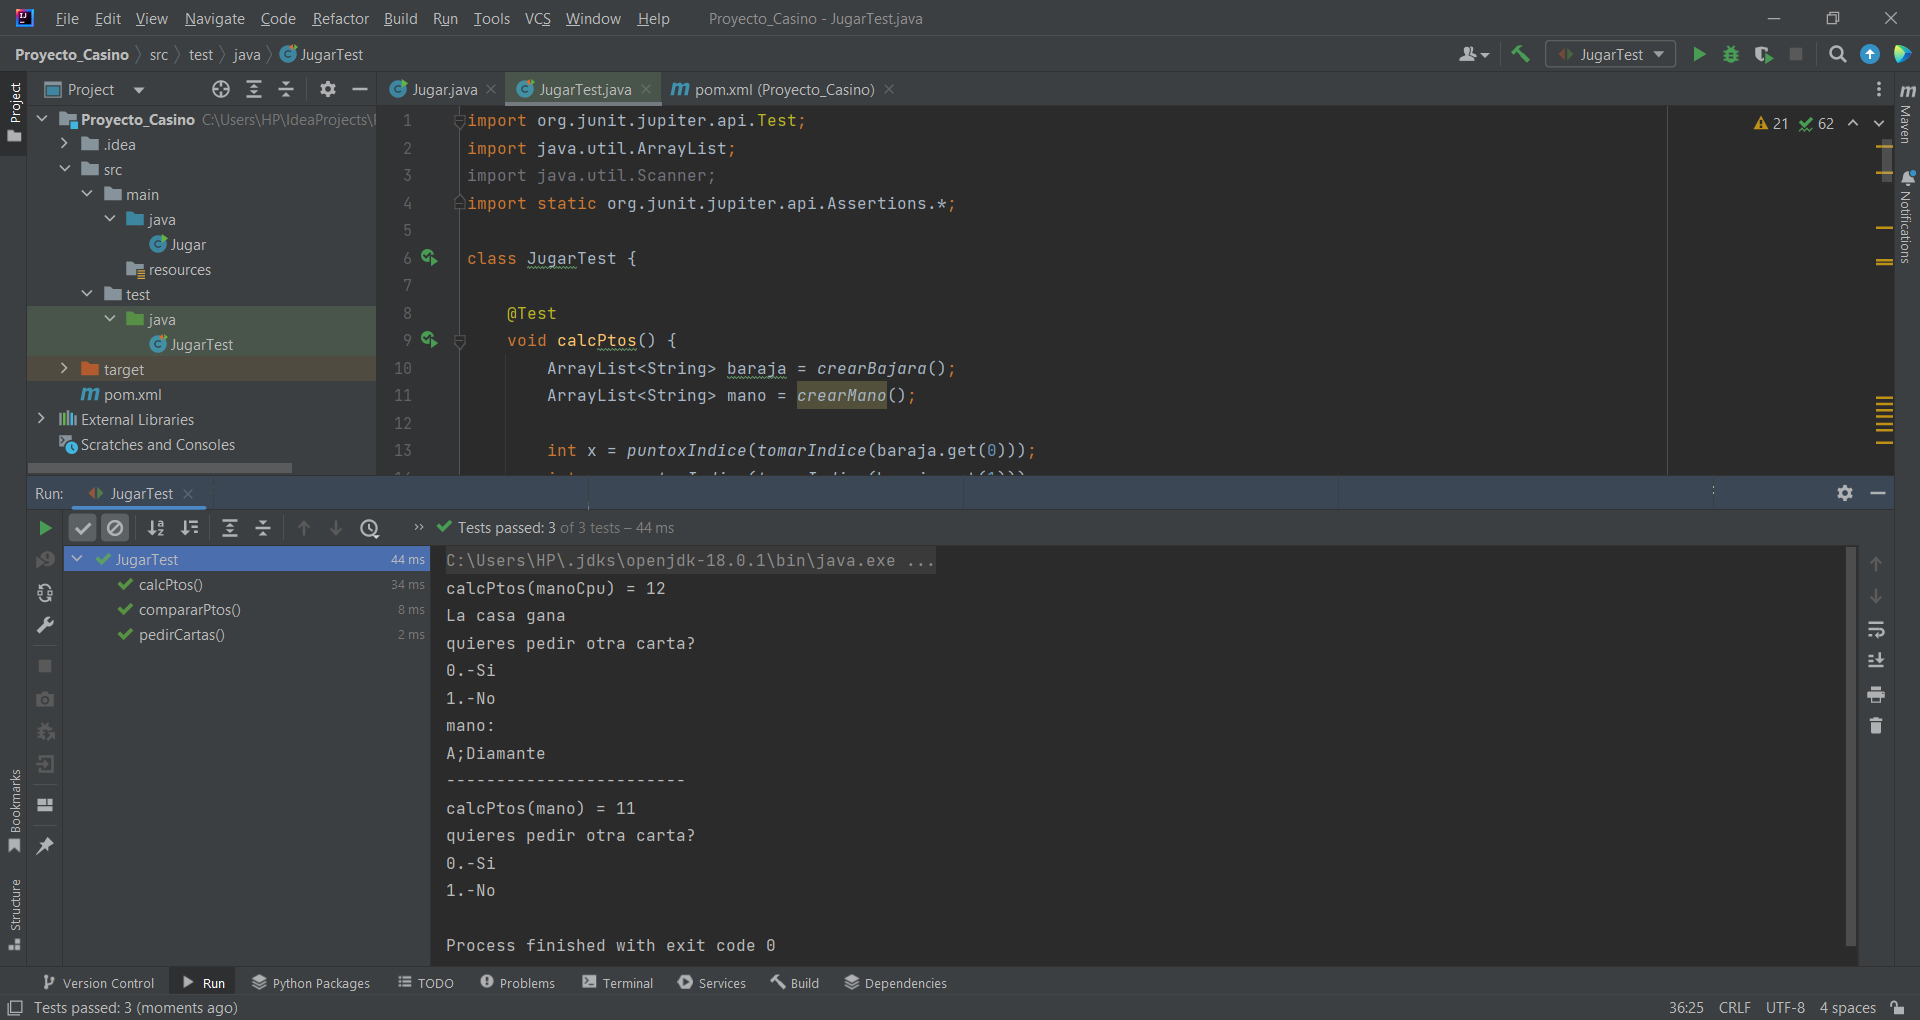 File Edit View Navigate Code Refactor Build Run Tools VCS Window Help Proyecto_Casino - JugarTest.java
Proyecto_Casino src test java JugarTest
JugarTest
Project
Project
Jugar.java
JugarTest.java
pom.xml (Proyecto_Casino)
Maven
Notifications
Proyecto_Casino C:\Users\HP\IdeaProjects\
.idea
src
main
java
Jugar
resources
test
java
JugarTest
target
pom.xml
External Libraries
Scratches and Consoles
21 62
1 import org.junit.jupiter.api.Test;
2 import java.util.ArrayList;
3 import java.util.Scanner;
4 import static org.junit.jupiter.api.Assertions.*;
5
6 class JugarTest {
7
8 @Test
9 void calcPtos() {
10 ArrayList<String> baraja = crearBajara();
11 ArrayList<String> mano = crearMano();
12
13 int x = puntoxIndice(tomarIndice(baraja.get(0)));
Run: JugarTest
Tests passed: 3 of 3 tests – 44 ms
JugarTest 44 ms
calcPtos() 34 ms
compararPtos() 8 ms
pedirCartas() 2 ms
C:\Users\HP\.jdks\openjdk-18.0.1\bin\java.exe ...
calcPtos(manoCpu) = 12
La casa gana
quieres pedir otra carta?
0.-Si
1.-No
mano:
A;Diamante
------------------------
calcPtos(mano) = 11
quieres pedir otra carta?
0.-Si
1.-No
Process finished with exit code 0
Bookmarks
Structure
Version Control Run Python Packages TODO Problems Terminal Services Build Dependencies
Tests passed: 3 (moments ago)
36:25 CRLF UTF-8 4 spaces